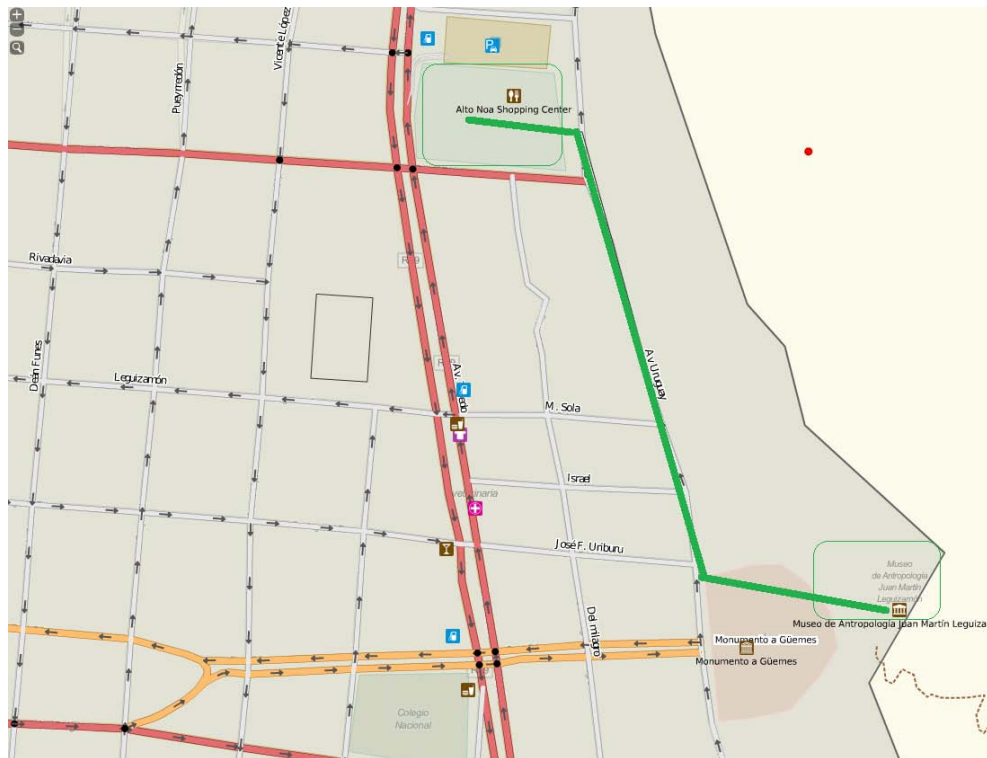 Vicente López
Pueyrredón
Alto Noa Shopping Center
Rivadavia
Deán Funes
Leguizamón
M. Sola
Av Uruguay
Israel
José F. Uriburu
Del milagro
Museo
de Antropología
Juan Martín
Leguizamón
Museo de Antropología Juan Martín Leguiza
Monumento a Güemes
Monumento a Güemes
Colegio
Nacional
P